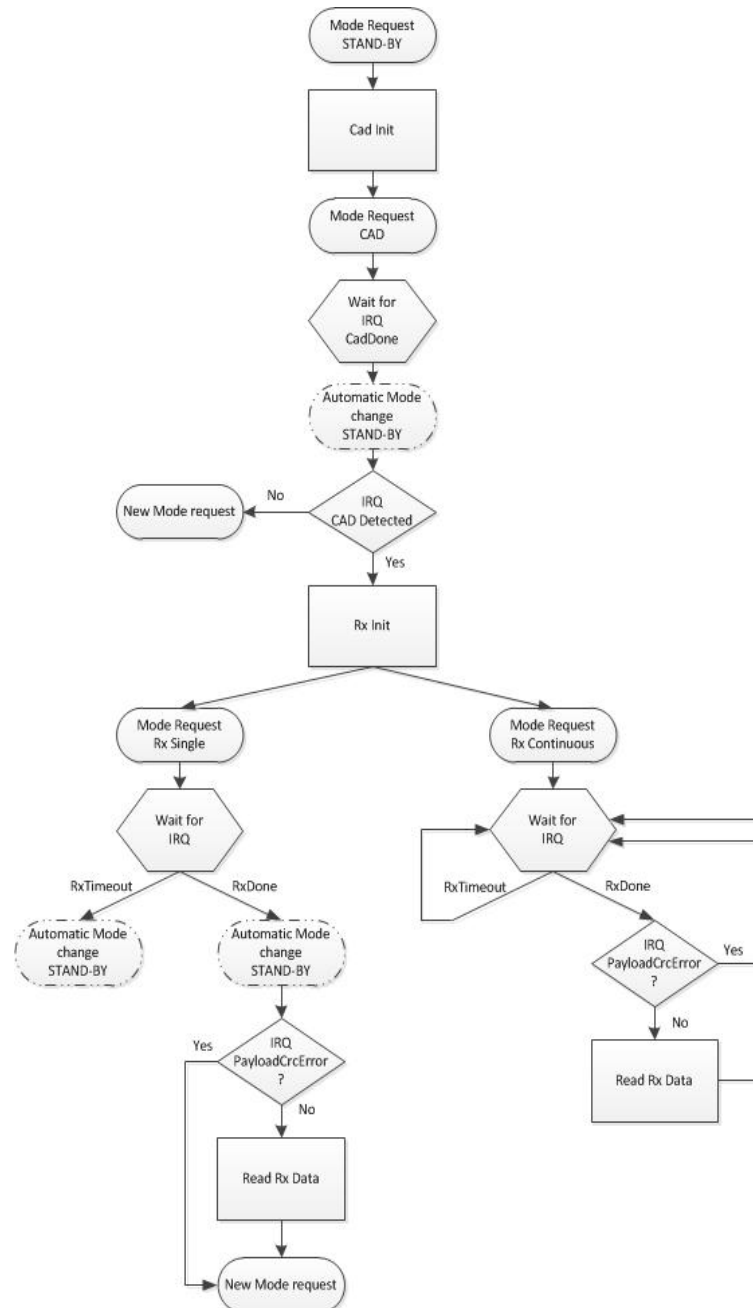 Mode Request
STAND-BY
Cad Init
Mode Request
CAD
Wait for
IRQ
CadDone
Automatic Mode
change
STAND-BY
IRQ
CAD Detected
No
New Mode request
Yes
Rx Init
Mode Request
Rx Single
Mode Request
Rx Continuous
Wait for
IRQ
Wait for
IRQ
RxTimeout
RxDone
RxTimeout
RxDone
Automatic Mode
change
STAND-BY
Automatic Mode
change
STAND-BY
IRQ
PayloadCrcError
?
Yes
No
Read Rx Data
IRQ
PayloadCrcError
?
Yes
No
Read Rx Data
New Mode request